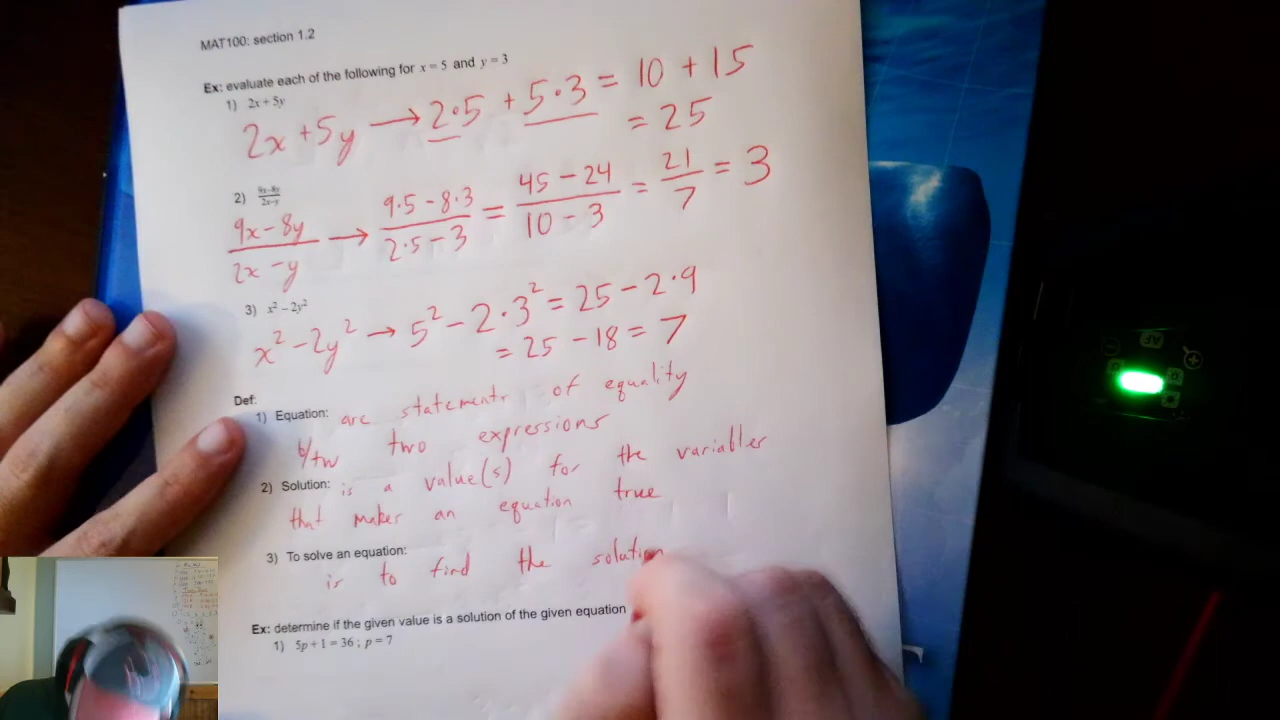 MAT100: section 1.2
Ex: evaluate each of the following for x = 5 and y = 3
1) 2x + 5y
2x + 5y → 2·5 + 5·3 = 10 + 15
= 25
2) (9x−8y)/(2x−y)
(9x − 8y)/(2x − y) → (9·5 − 8·3)/(2·5 − 3) = (45 − 24)/(10 − 3) = 21/7 = 3
3) x² − 2y²
x² − 2y² → 5² − 2·3² = 25 − 2·9
= 25 − 18 = 7
Def:
1) Equation: are statements of equality
b/tw two expressions
2) Solution: is a value(s) for the variables
that makes an equation true
3) To solve an equation:
is to find the solution
Ex: determine if the given value is a solution of the given equation
1) 5p + 1 = 36 ; p = 7
AF